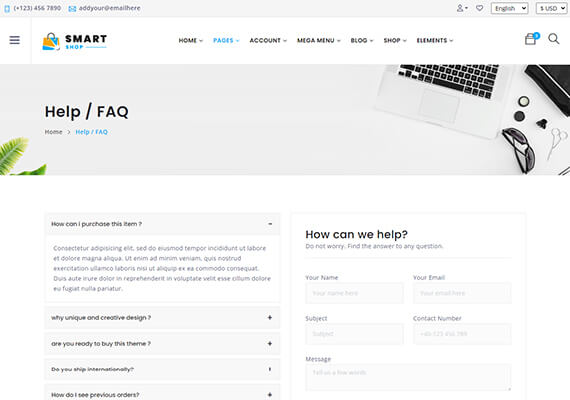 (+123) 456 7890 addyour@emailhere English $ USD
SMART SHOP
HOME PAGES ACCOUNT MEGA MENU BLOG SHOP ELEMENTS
Help / FAQ
Home > Help / FAQ
How can i purchase this item ? -
Consectetur adipisicing elit, sed do eiusmod tempor incididunt ut labore
et dolore magna aliqua. Ut enim ad minim veniam, quis nostrud
exercitation ullamco laboris nisi ut aliquip ex ea commodo consequat.
Duis aute irure dolor in reprehenderit in voluptate velit esse cillum dolore
eu fugiat nulla pariatur.
why unique and creative design ? +
are you ready to buy this theme ? +
Do you ship internationally?
How do I see previous orders? +
How can we help?
Do not worry. Find the answer to any question.
Your Name Your Email
Your name here Your email here
Subject Contact Number
Subject +40-123 456 789
Message
Tell us a few words